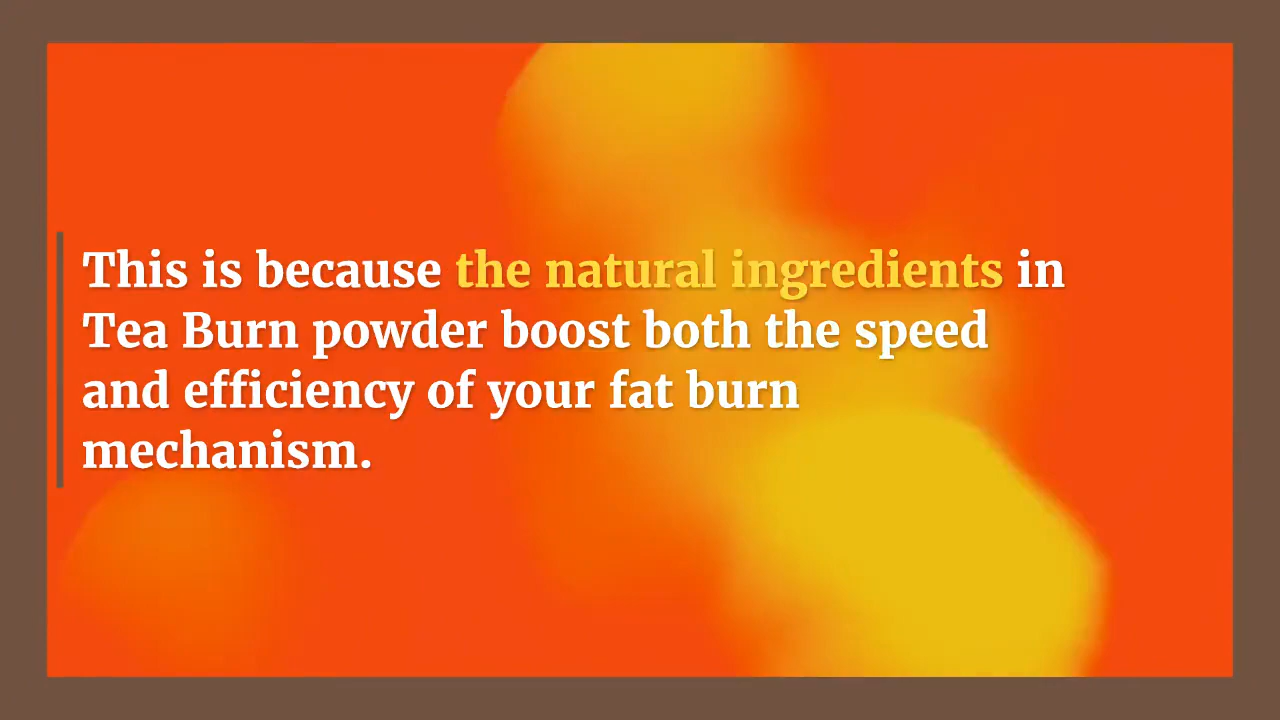 This is because the natural ingredients in
Tea Burn powder boost both the speed
and efficiency of your fat burn
mechanism.